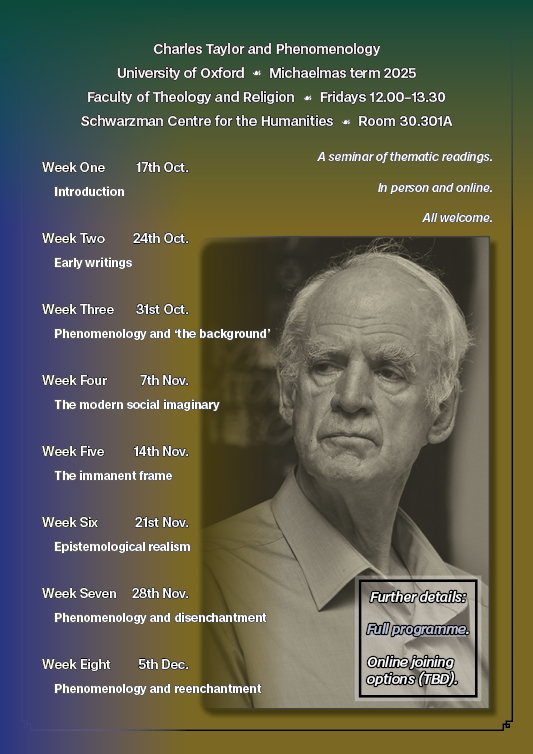 Charles Taylor and Phenomenology
University of Oxford ☙ Michaelmas term 2025
Faculty of Theology and Religion ☙ Fridays 12.00–13.30
Schwarzman Centre for the Humanities ☙ Room 30.301A
A seminar of thematic readings.
In person and online.
All welcome.
Week One 17th Oct.
Introduction
Week Two 24th Oct.
Early writings
Week Three 31st Oct.
Phenomenology and ‘the background’
Week Four 7th Nov.
The modern social imaginary
Week Five 14th Nov.
The immanent frame
Week Six 21st Nov.
Epistemological realism
Week Seven 28th Nov.
Phenomenology and disenchantment
Week Eight 5th Dec.
Phenomenology and reenchantment
Further details:
Full programme.
Online joining
options (TBD).